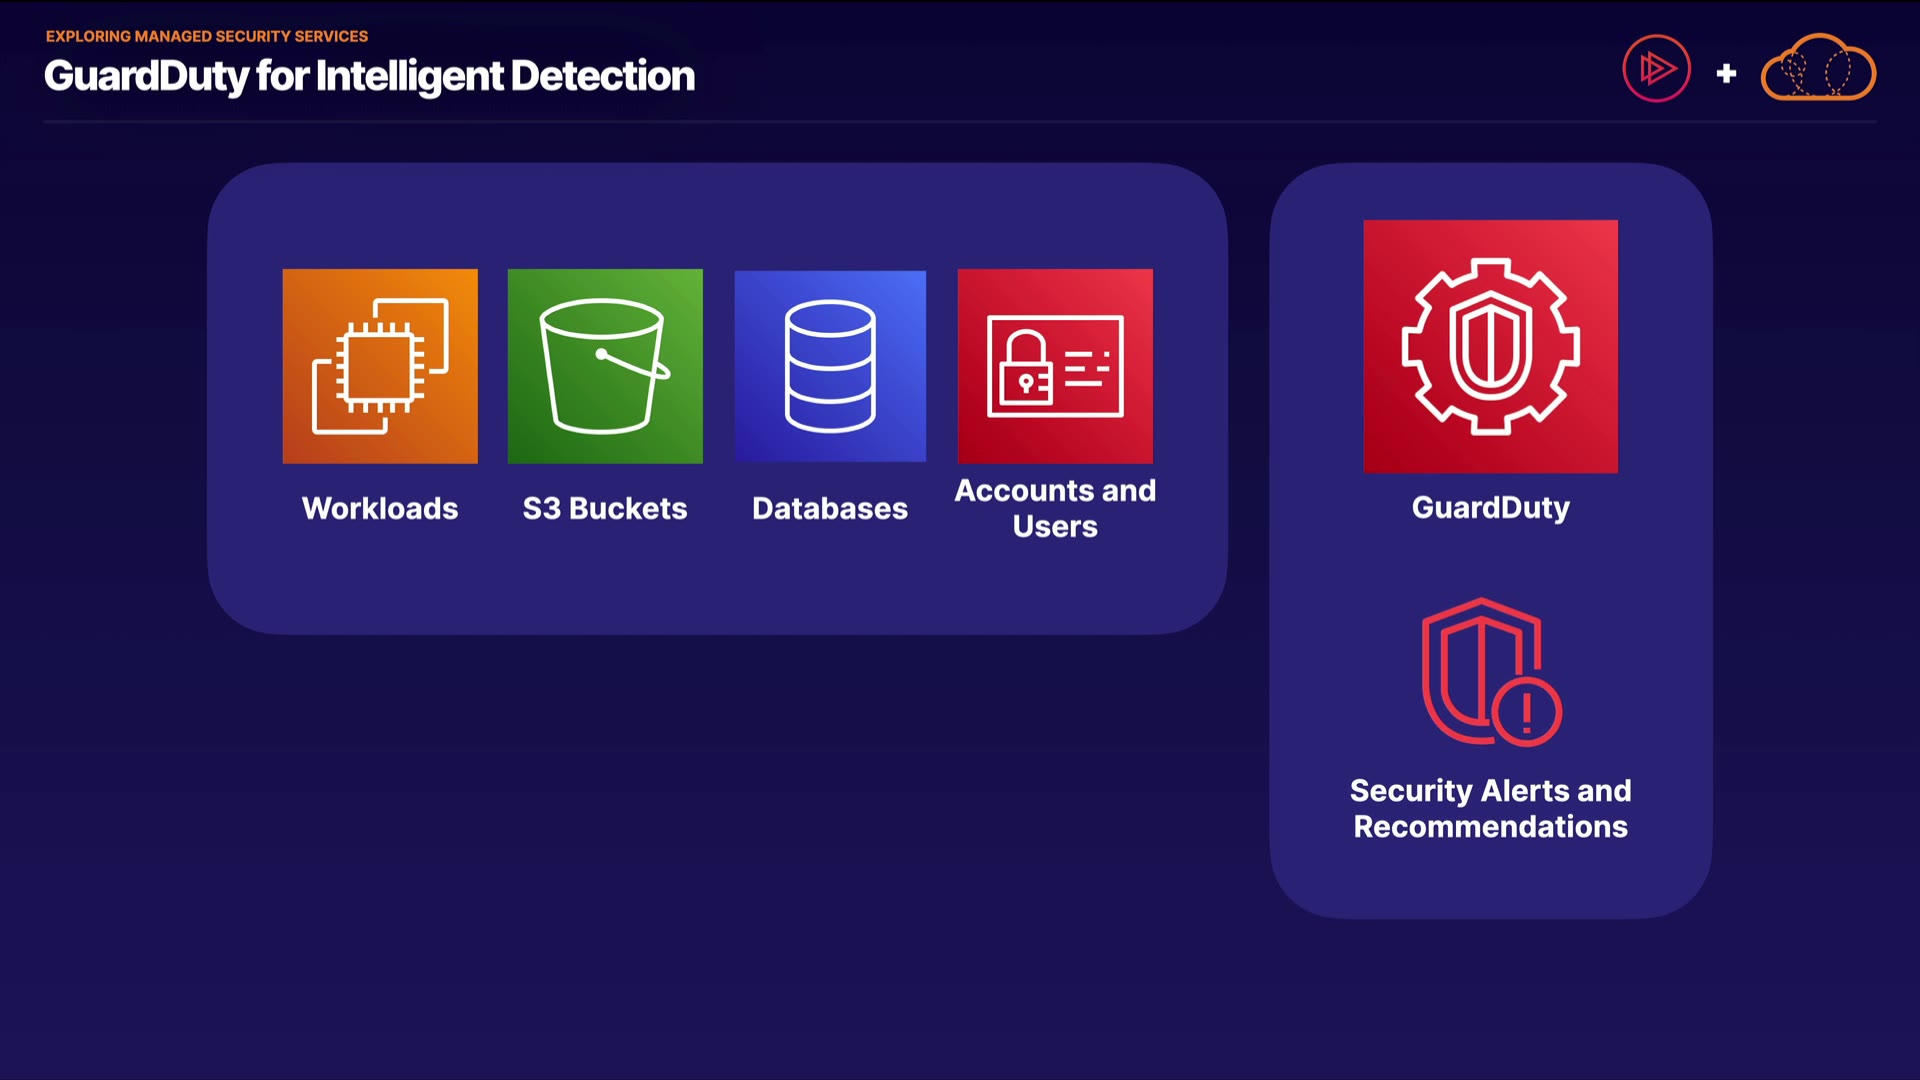 EXPLORING MANAGED SECURITY SERVICES
GuardDuty for Intelligent Detection
Workloads
S3 Buckets
Databases
Accounts and
Users
GuardDuty
Security Alerts and
Recommendations